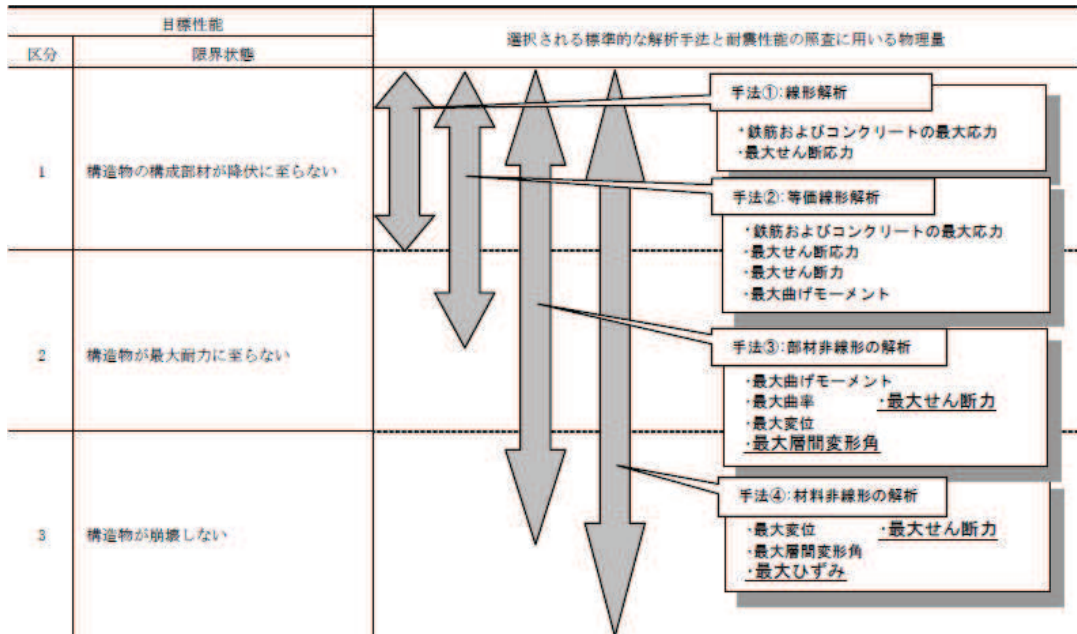 目標性能
選択される標準的な解析手法と耐震性能の照査に用いる物理量
区分
限界状態
1
構造物の構成部材が降伏に至らない
2
構造物が最大耐力に至らない
3
構造物が崩壊しない
手法①:線形解析
・鉄筋およびコンクリートの最大応力
・最大せん断応力
手法②:等価線形解析
・鉄筋およびコンクリートの最大応力
・最大せん断応力
・最大せん断力
・最大曲げモーメント
手法③:部材非線形の解析
・最大曲げモーメント
・最大曲率 ・最大せん断力
・最大変位
・最大層間変形角
手法④:材料非線形の解析
・最大変位 ・最大せん断力
・最大層間変形角
・最大ひずみ